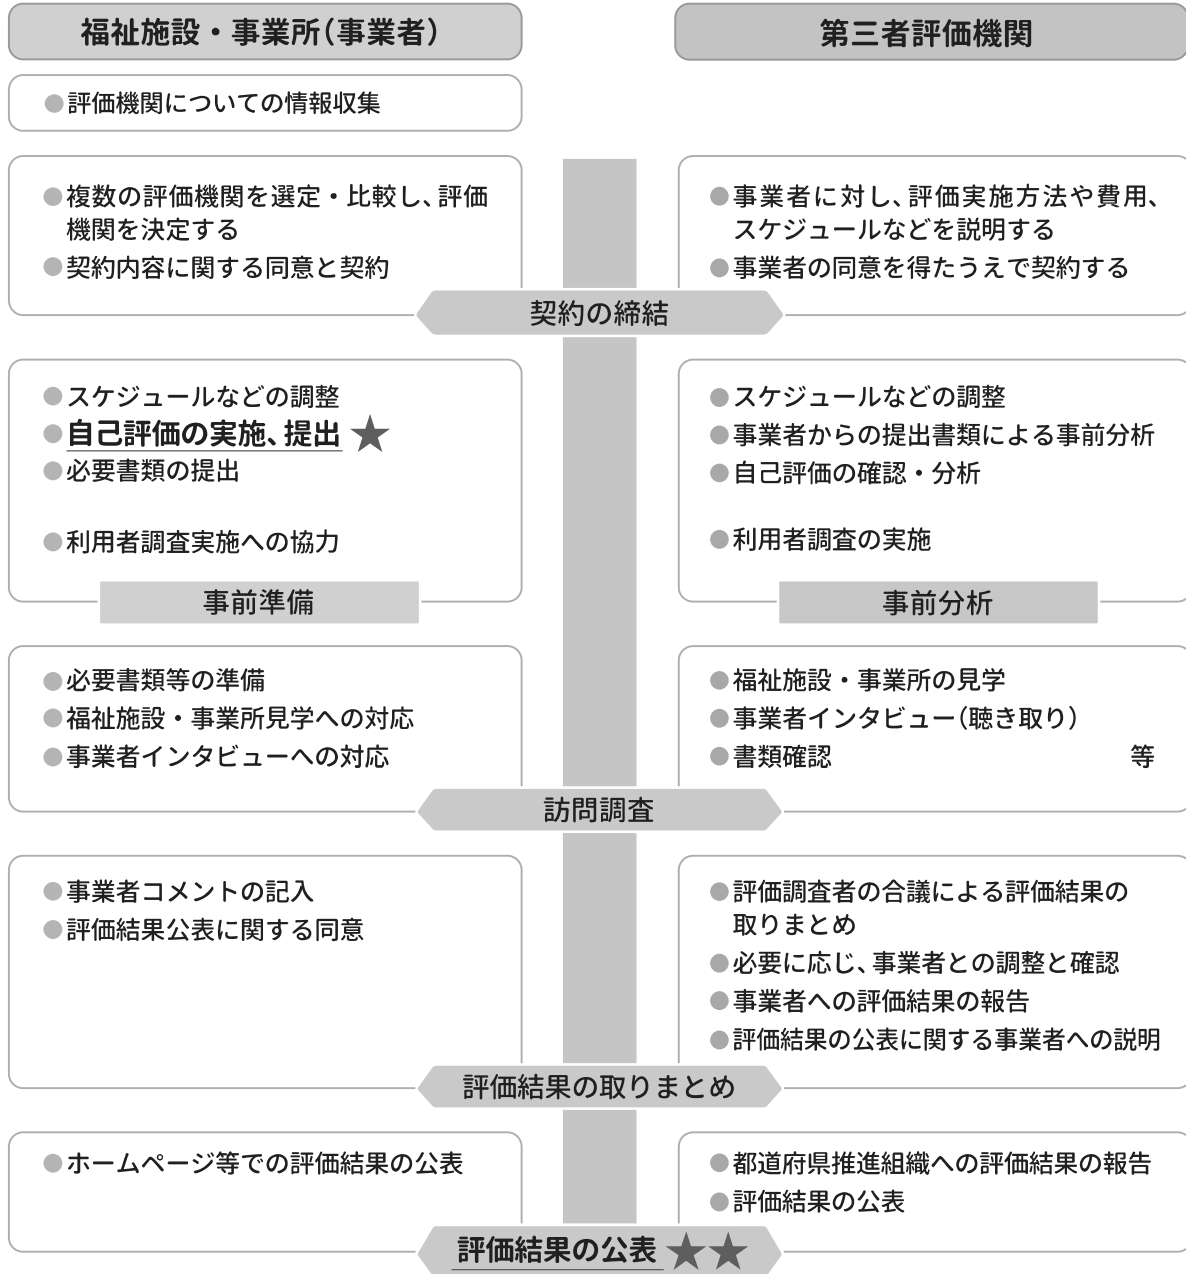 福祉施設・事業所(事業者)
第三者評価機関
●評価機関についての情報収集
●複数の評価機関を選定・比較し、評価
機関を決定する
●契約内容に関する同意と契約
●事業者に対し、評価実施方法や費用、
スケジュールなどを説明する
●事業者の同意を得たうえで契約する
契約の締結
●スケジュールなどの調整
●自己評価の実施、提出★
●必要書類の提出
●利用者調査実施への協力
事前準備
●スケジュールなどの調整
●事業者からの提出書類による事前分析
●自己評価の確認・分析
●利用者調査の実施
事前分析
●必要書類等の準備
●福祉施設・事業所見学への対応
●事業者インタビューへの対応
●福祉施設・事業所の見学
●事業者インタビュー(聴き取り)
●書類確認 等
訪問調査
●事業者コメントの記入
●評価結果公表に関する同意
●評価調査者の合議による評価結果の
取りまとめ
●必要に応じ、事業者との調整と確認
●事業者への評価結果の報告
●評価結果の公表に関する事業者への説明
評価結果の取りまとめ
●ホームページ等での評価結果の公表
●都道府県推進組織への評価結果の報告
●評価結果の公表
評価結果の公表★★